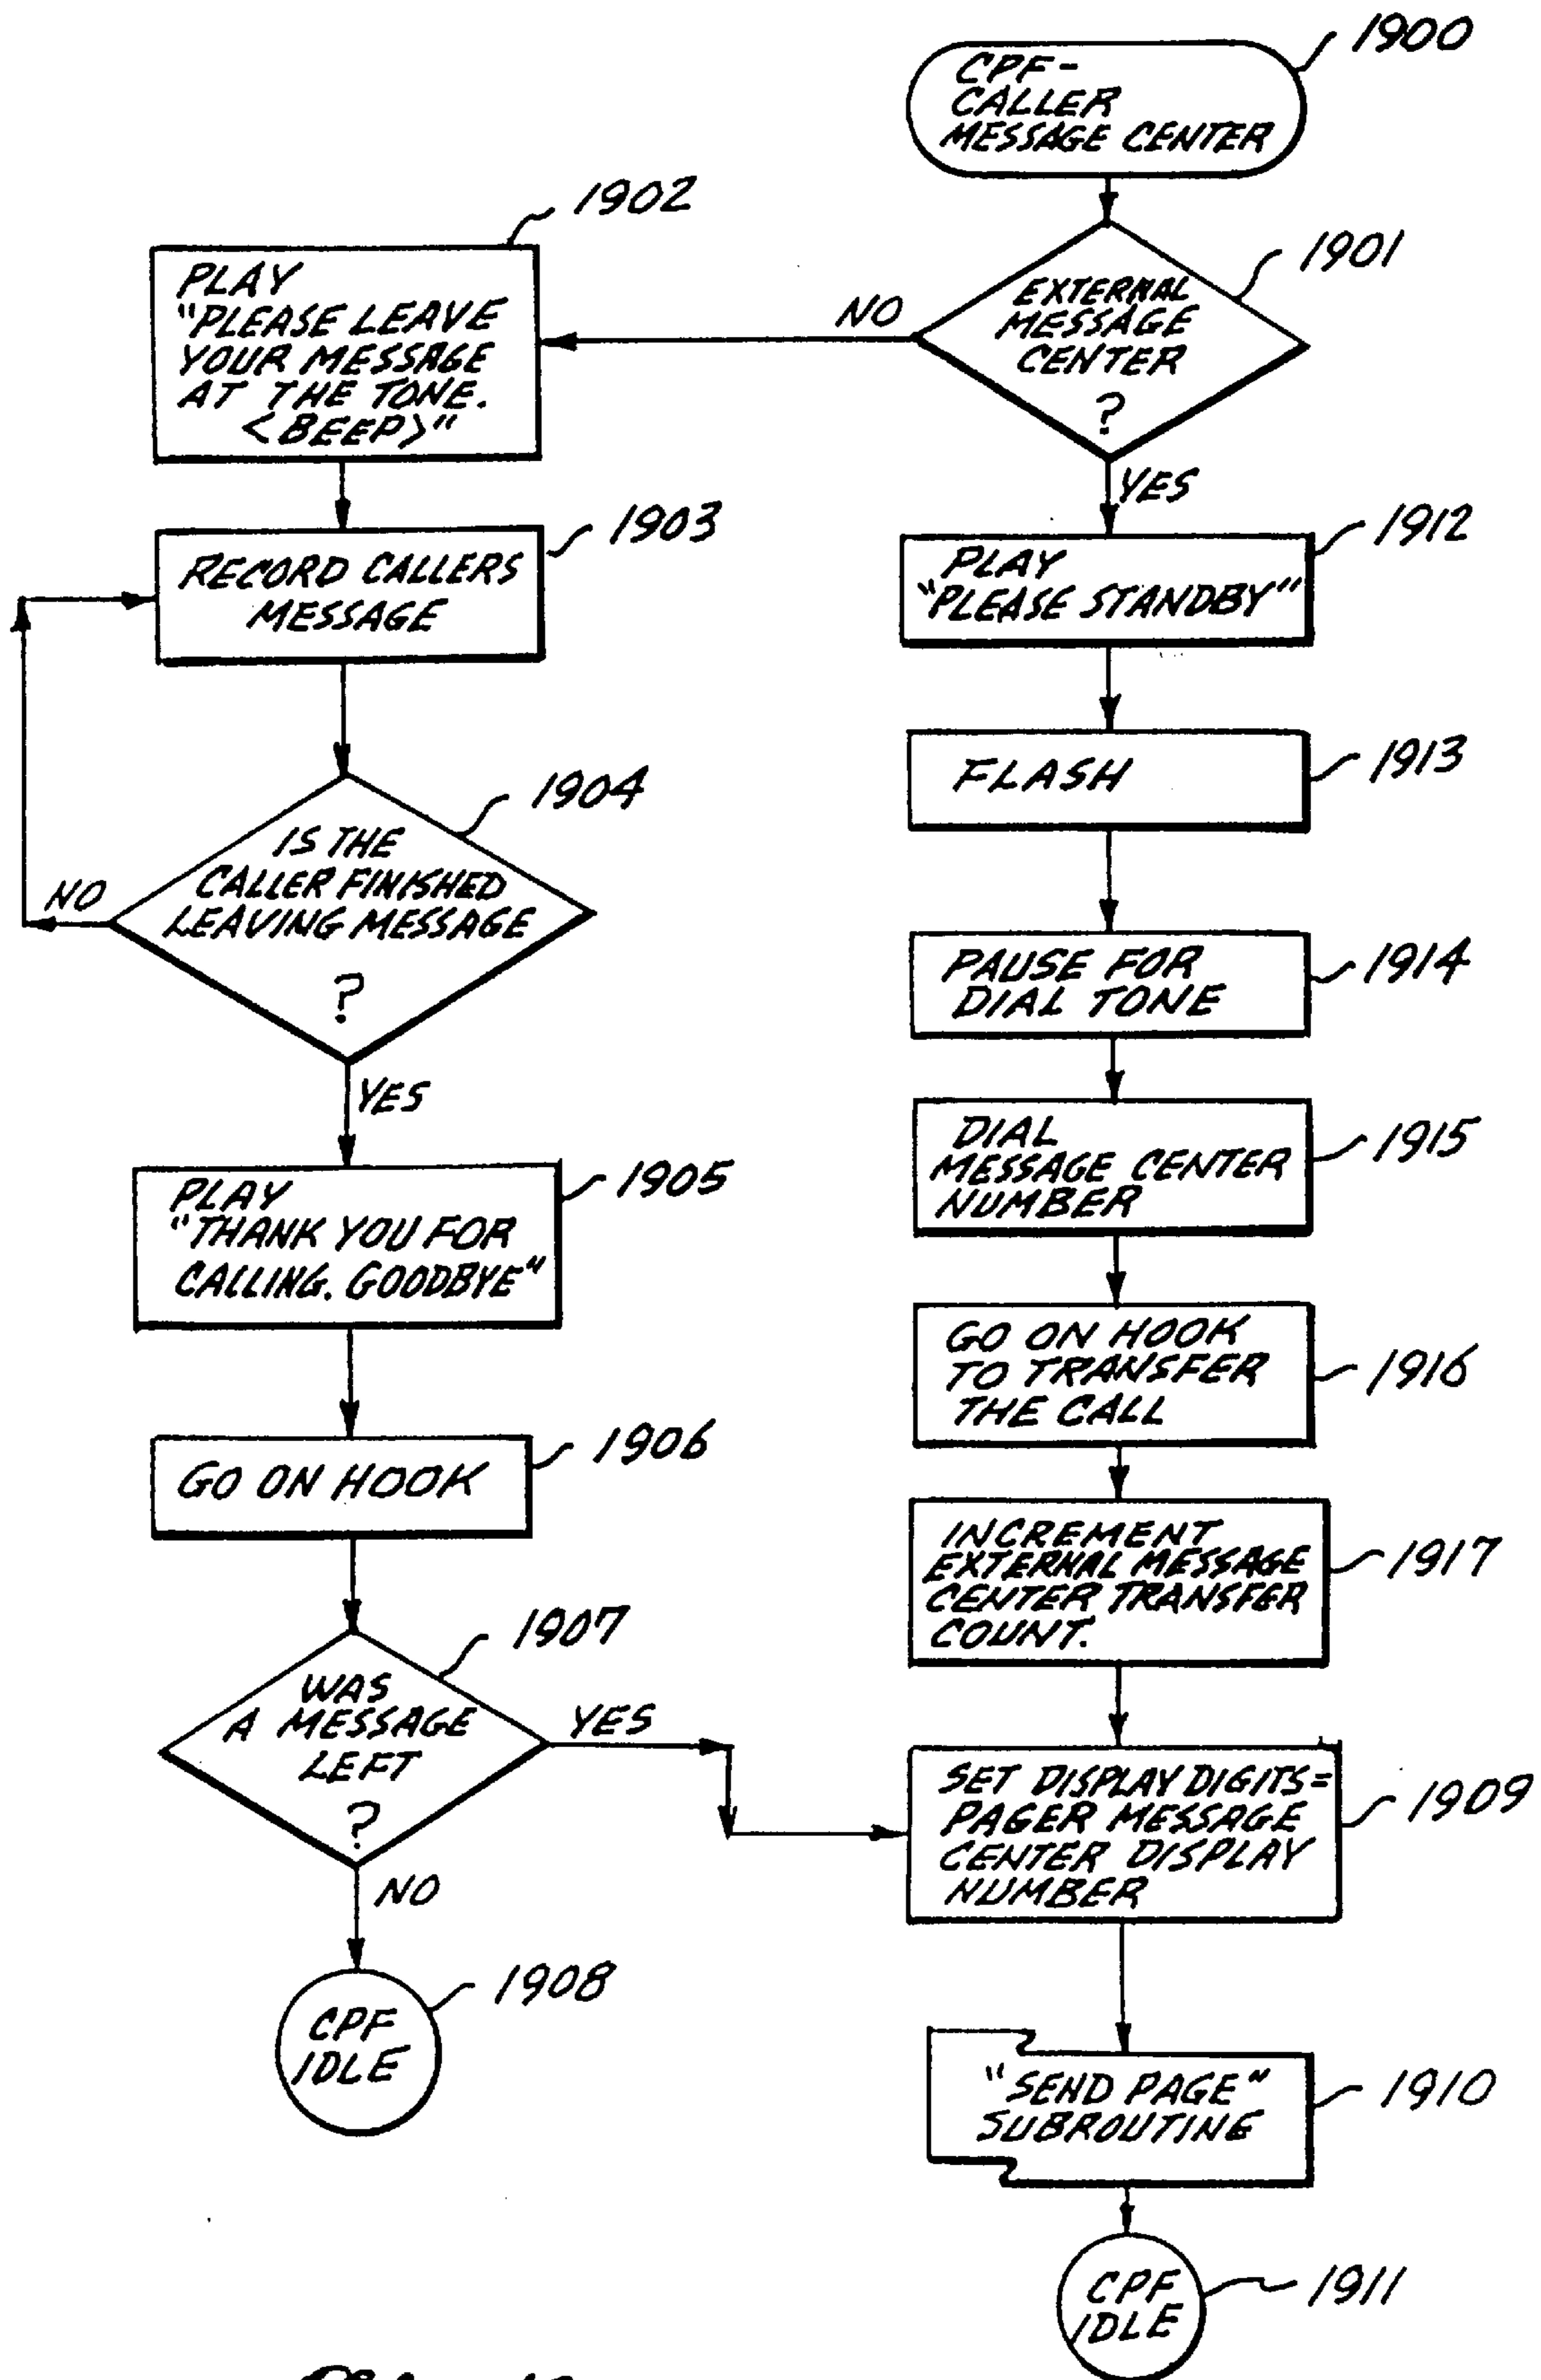 1900
CPF-
CALLER
MESSAGE CENTER
1901
EXTERNAL
MESSAGE
CENTER
?
NO
YES
1902
PLAY
"PLEASE LEAVE
YOUR MESSAGE
AT THE TONE.
<BEEP>"
1903
RECORD CALLERS
MESSAGE
1904
IS THE
CALLER FINISHED
LEAVING MESSAGE
?
NO
YES
1905
PLAY
"THANK YOU FOR
CALLING. GOODBYE"
1906
GO ON HOOK
1907
WAS
A MESSAGE
LEFT
?
YES
NO
1908
CPF
IDLE
1912
PLAY
"PLEASE STANDBY"
1913
FLASH
1914
PAUSE FOR
DIAL TONE
1915
DIAL
MESSAGE CENTER
NUMBER
1916
GO ON HOOK
TO TRANSFER
THE CALL
1917
INCREMENT
EXTERNAL MESSAGE
CENTER TRANSFER
COUNT.
1909
SET DISPLAY DIGITS=
PAGER MESSAGE
CENTER DISPLAY
NUMBER
1910
"SEND PAGE"
SUBROUTINE
1911
CPF
IDLE